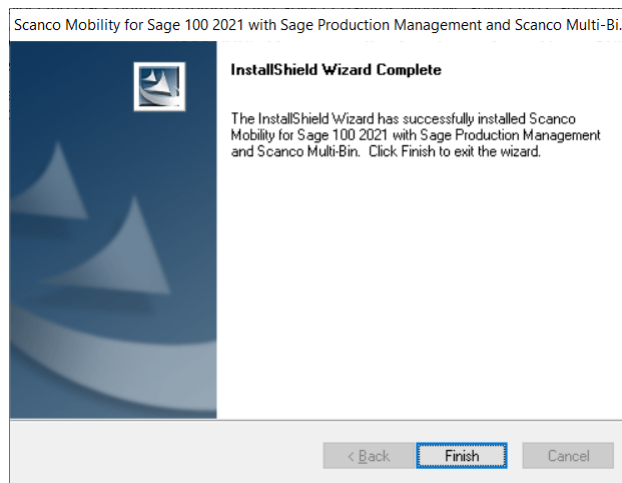 Scanco Mobility for Sage 100 2021 with Sage Production Management and Scanco Multi-Bi.
InstallShield Wizard Complete
The InstallShield Wizard has successfully installed Scanco
Mobility for Sage 100 2021 with Sage Production Management
and Scanco Multi-Bin. Click Finish to exit the wizard.
< Back Finish Cancel